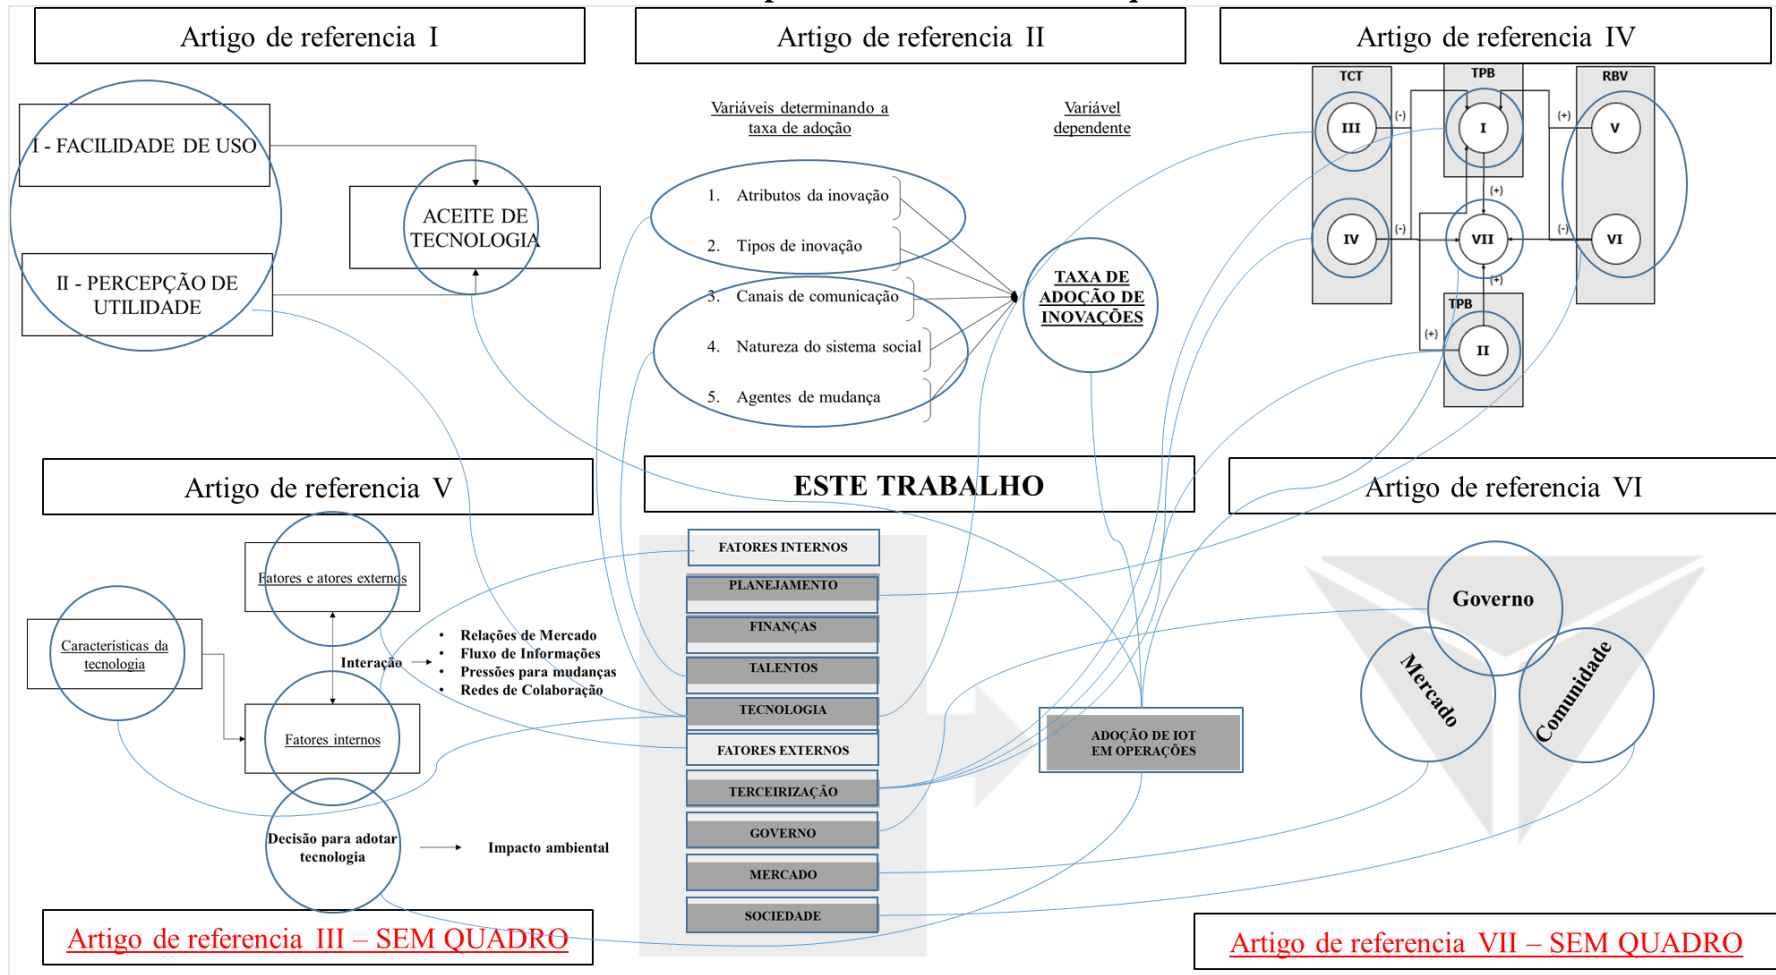 Artigo de referencia I
I - FACILIDADE DE USO
II - PERCEPÇÃO DE
UTILIDADE
ACEITE DE
TECNOLOGIA
Artigo de referencia II
Variáveis determinando a
taxa de adoção
Variável
dependente
1. Atributos da inovação
2. Tipos de inovação
3. Canais de comunicação
4. Natureza do sistema social
5. Agentes de mudança
TAXA DE
ADOÇÃO DE
INOVAÇÕES
Artigo de referencia IV
TCT
TPB
RBV
III
(-)
I
(+)
V
(+)
IV
(-)
VII
(-)
VI
(+)
TPB
(+)
II
Artigo de referencia V
Fatores e atores externos
Características da
tecnologia
Interação
• Relações de Mercado
• Fluxo de Informações
• Pressões para mudanças
• Redes de Colaboração
Fatores internos
Decisão para adotar
tecnologia
Impacto ambiental
Artigo de referencia III – SEM QUADRO
ESTE TRABALHO
FATORES INTERNOS
PLANEJAMENTO
FINANÇAS
TALENTOS
TECNOLOGIA
FATORES EXTERNOS
TERCEIRIZAÇÃO
GOVERNO
MERCADO
SOCIEDADE
ADOÇÃO DE IOT
EM OPERAÇÕES
Artigo de referencia VI
Governo
Mercado
Comunidade
Artigo de referencia VII – SEM QUADRO